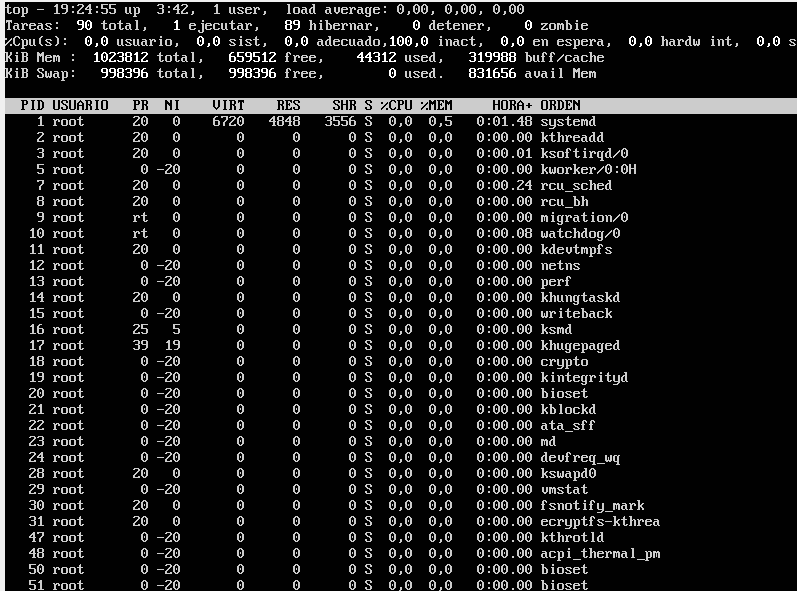 top - 19:24:55 up  3:42,  1 user,  load average: 0,00, 0,00, 0,00
Tareas:  90 total,   1 ejecutar,  89 hibernar,   0 detener,   0 zombie
%Cpu(s):  0,0 usuario,  0,0 sist,  0,0 adecuado,100,0 inact,  0,0 en espera,  0,0 hardw int,  0,0 s
KiB Mem :  1023812 total,   659512 free,    44312 used,   319988 buff/cache
KiB Swap:   998396 total,   998396 free,        0 used.   831656 avail Mem
PID USUARIO   PR  NI    VIRT    RES    SHR S %CPU %MEM     HORA+ ORDEN
1 root      20   0    6720   4848   3556 S  0,0  0,5   0:01.48 systemd
2 root      20   0       0      0      0 S  0,0  0,0   0:00.00 kthreadd
3 root      20   0       0      0      0 S  0,0  0,0   0:00.01 ksoftirqd/0
5 root       0 -20       0      0      0 S  0,0  0,0   0:00.00 kworker/0:0H
7 root      20   0       0      0      0 S  0,0  0,0   0:00.24 rcu_sched
8 root      20   0       0      0      0 S  0,0  0,0   0:00.00 rcu_bh
9 root      rt   0       0      0      0 S  0,0  0,0   0:00.00 migration/0
10 root      rt   0       0      0      0 S  0,0  0,0   0:00.08 watchdog/0
11 root      20   0       0      0      0 S  0,0  0,0   0:00.00 kdevtmpfs
12 root       0 -20       0      0      0 S  0,0  0,0   0:00.00 netns
13 root       0 -20       0      0      0 S  0,0  0,0   0:00.00 perf
14 root      20   0       0      0      0 S  0,0  0,0   0:00.00 khungtaskd
15 root       0 -20       0      0      0 S  0,0  0,0   0:00.00 writeback
16 root      25   5       0      0      0 S  0,0  0,0   0:00.00 ksmd
17 root      39  19       0      0      0 S  0,0  0,0   0:00.00 khugepaged
18 root       0 -20       0      0      0 S  0,0  0,0   0:00.00 crypto
19 root       0 -20       0      0      0 S  0,0  0,0   0:00.00 kintegrityd
20 root       0 -20       0      0      0 S  0,0  0,0   0:00.00 bioset
21 root       0 -20       0      0      0 S  0,0  0,0   0:00.00 kblockd
22 root       0 -20       0      0      0 S  0,0  0,0   0:00.00 ata_sff
23 root       0 -20       0      0      0 S  0,0  0,0   0:00.00 md
24 root       0 -20       0      0      0 S  0,0  0,0   0:00.00 devfreq_wq
28 root      20   0       0      0      0 S  0,0  0,0   0:00.00 kswapd0
29 root       0 -20       0      0      0 S  0,0  0,0   0:00.00 vmstat
30 root      20   0       0      0      0 S  0,0  0,0   0:00.00 fsnotify_mark
31 root      20   0       0      0      0 S  0,0  0,0   0:00.00 ecryptfs-kthrea
47 root       0 -20       0      0      0 S  0,0  0,0   0:00.00 kthrotld
48 root       0 -20       0      0      0 S  0,0  0,0   0:00.00 acpi_thermal_pm
50 root       0 -20       0      0      0 S  0,0  0,0   0:00.00 bioset
51 root       0 -20       0      0      0 S  0,0  0,0   0:00.00 bioset